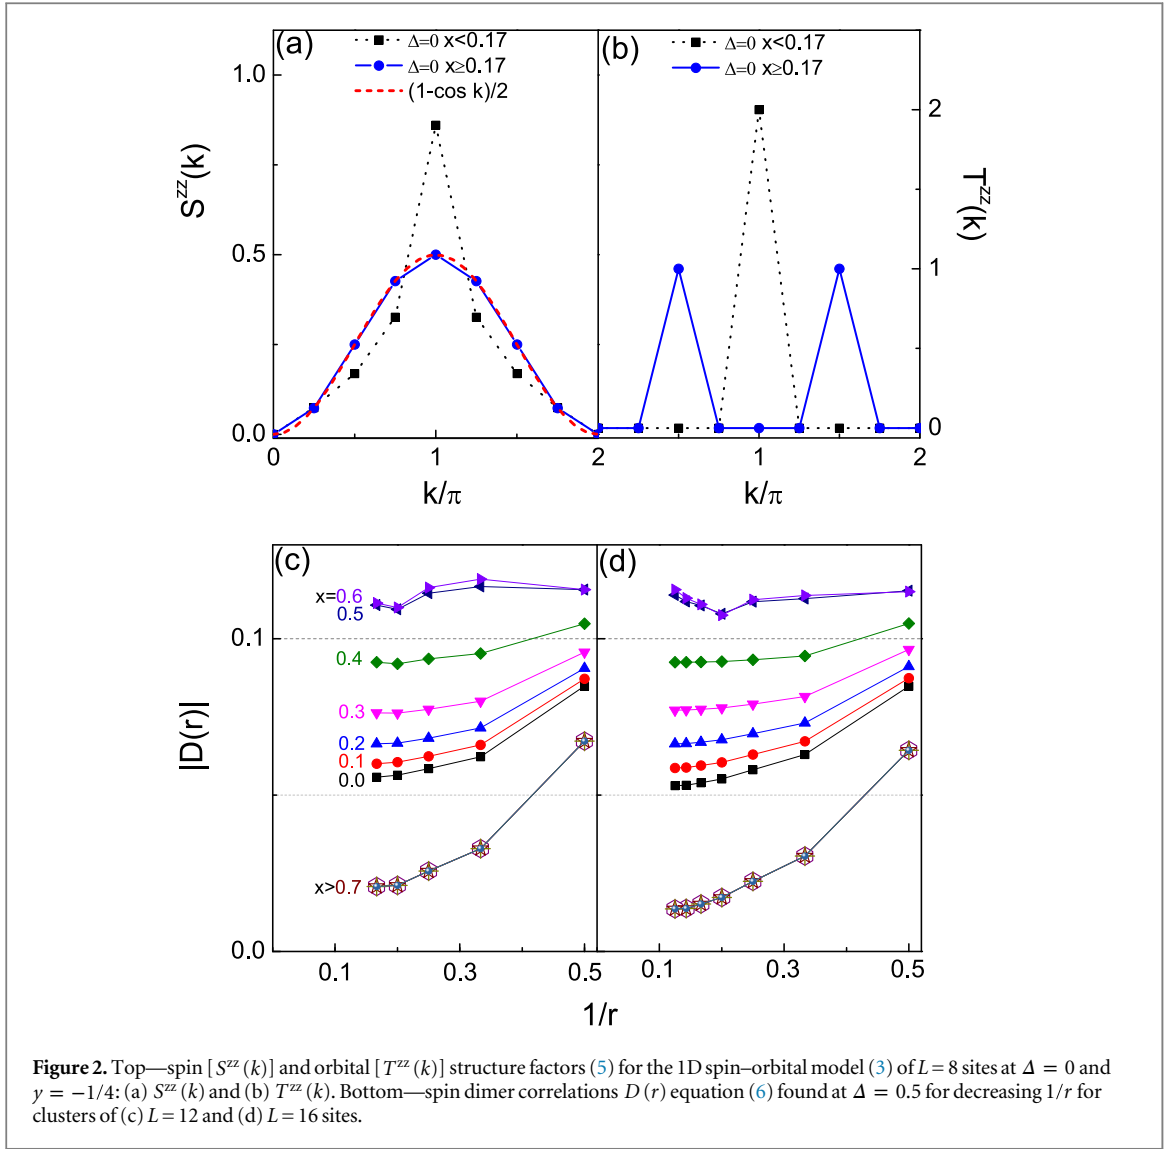 (a)
Δ=0 x<0.17
Δ=0 x≥0.17
(1-cos k)/2
1.0
0.5
0.0
S^zz(k)
0 1 2
k/π
(b)
Δ=0 x<0.17
Δ=0 x≥0.17
2
1
0
T^zz(k)
1 2
k/π
(c)
x=0.6
0.5
0.4
0.3
0.2
0.1
0.0
x>0.7
0.1
0.0
|D(r)|
0.1 0.3 0.5
(d)
0.1 0.3 0.5
1/r
Figure 2. Top—spin [S^zz(k)] and orbital [T^zz(k)] structure factors (5) for the 1D spin–orbital model (3) of L = 8 sites at Δ = 0 and
y = −1/4: (a) S^zz(k) and (b) T^zz(k). Bottom—spin dimer correlations D(r) equation (6) found at Δ = 0.5 for decreasing 1/r for
clusters of (c) L = 12 and (d) L = 16 sites.